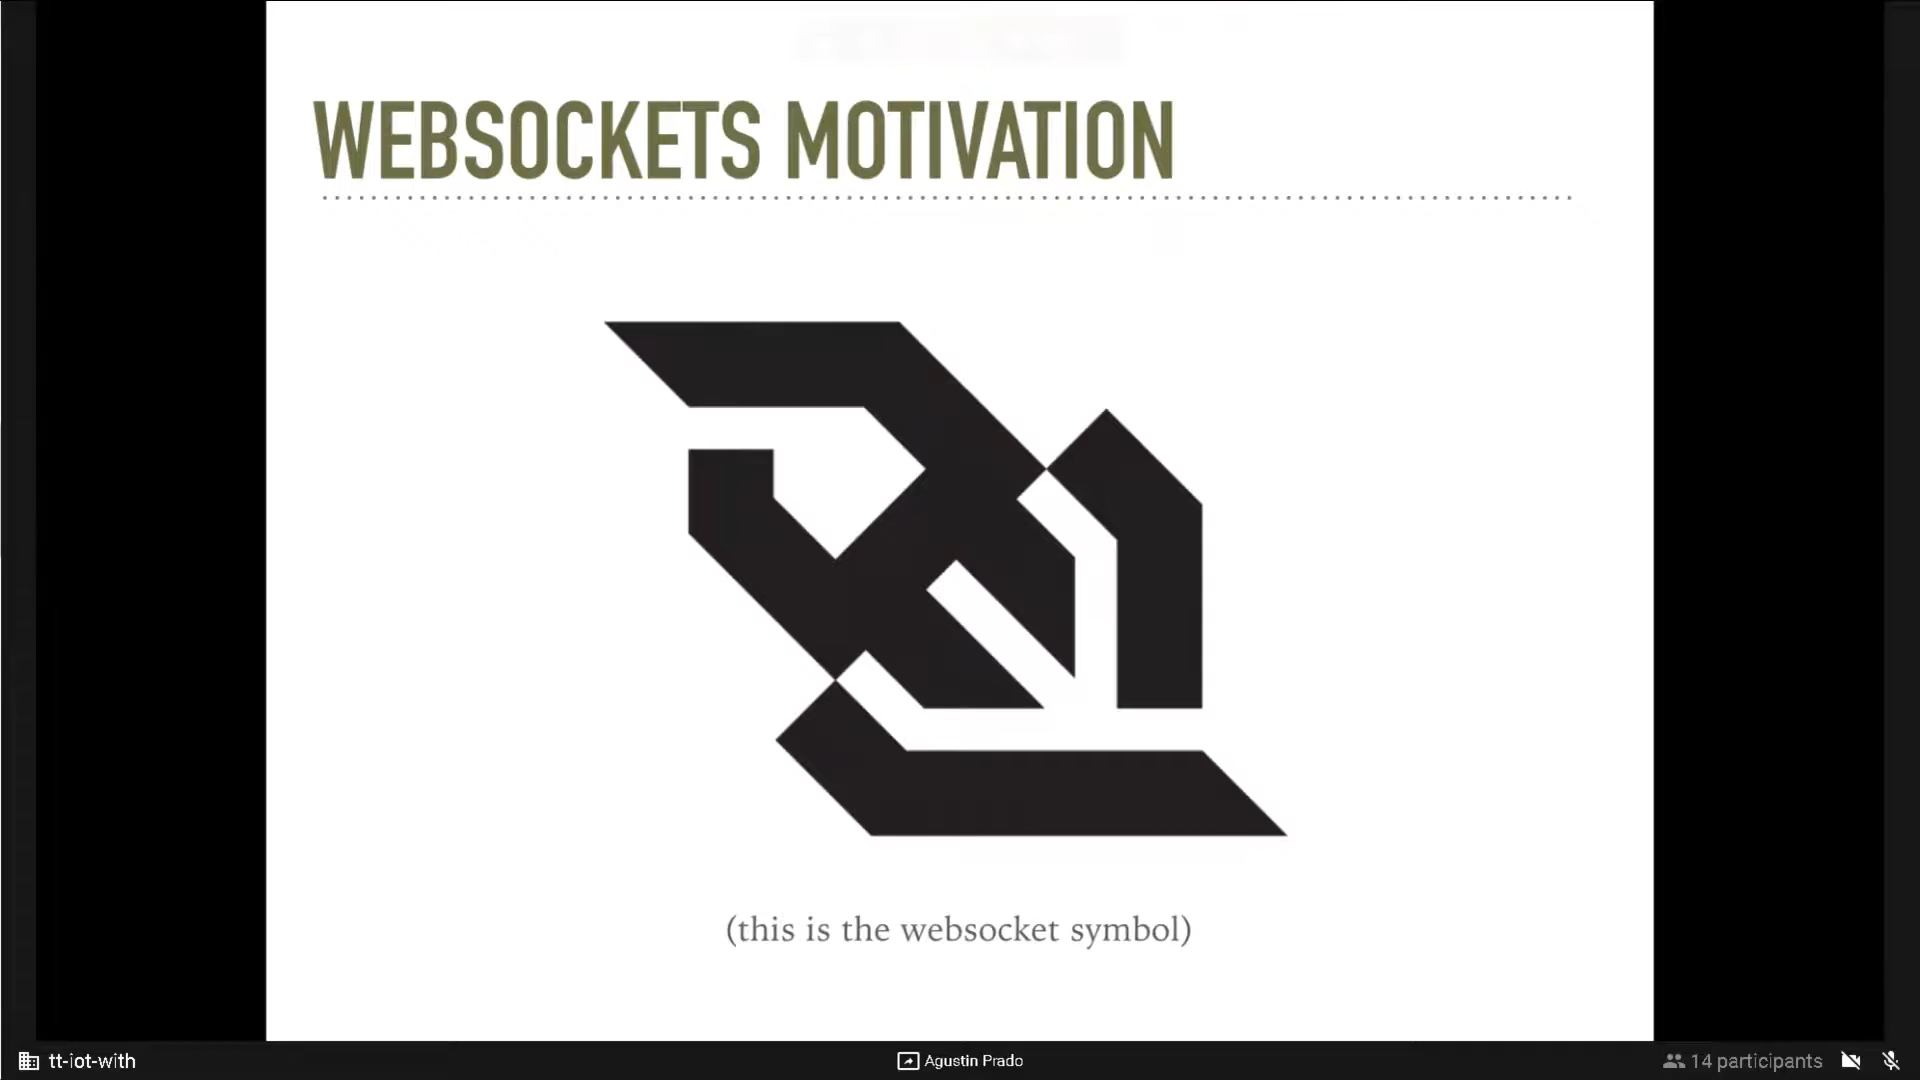 WEBSOCKETS MOTIVATION
(this is the websocket symbol)
tt-iot-with
Agustin Prado
14 participants